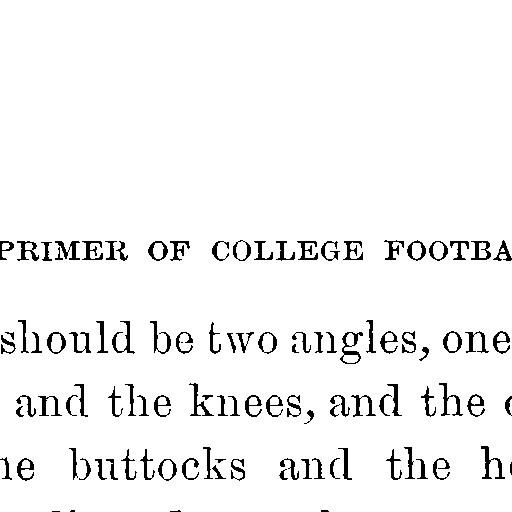 PRIMER OF COLLEGE FOOTBA
should be two angles, one
and the knees, and the
buttocks and the